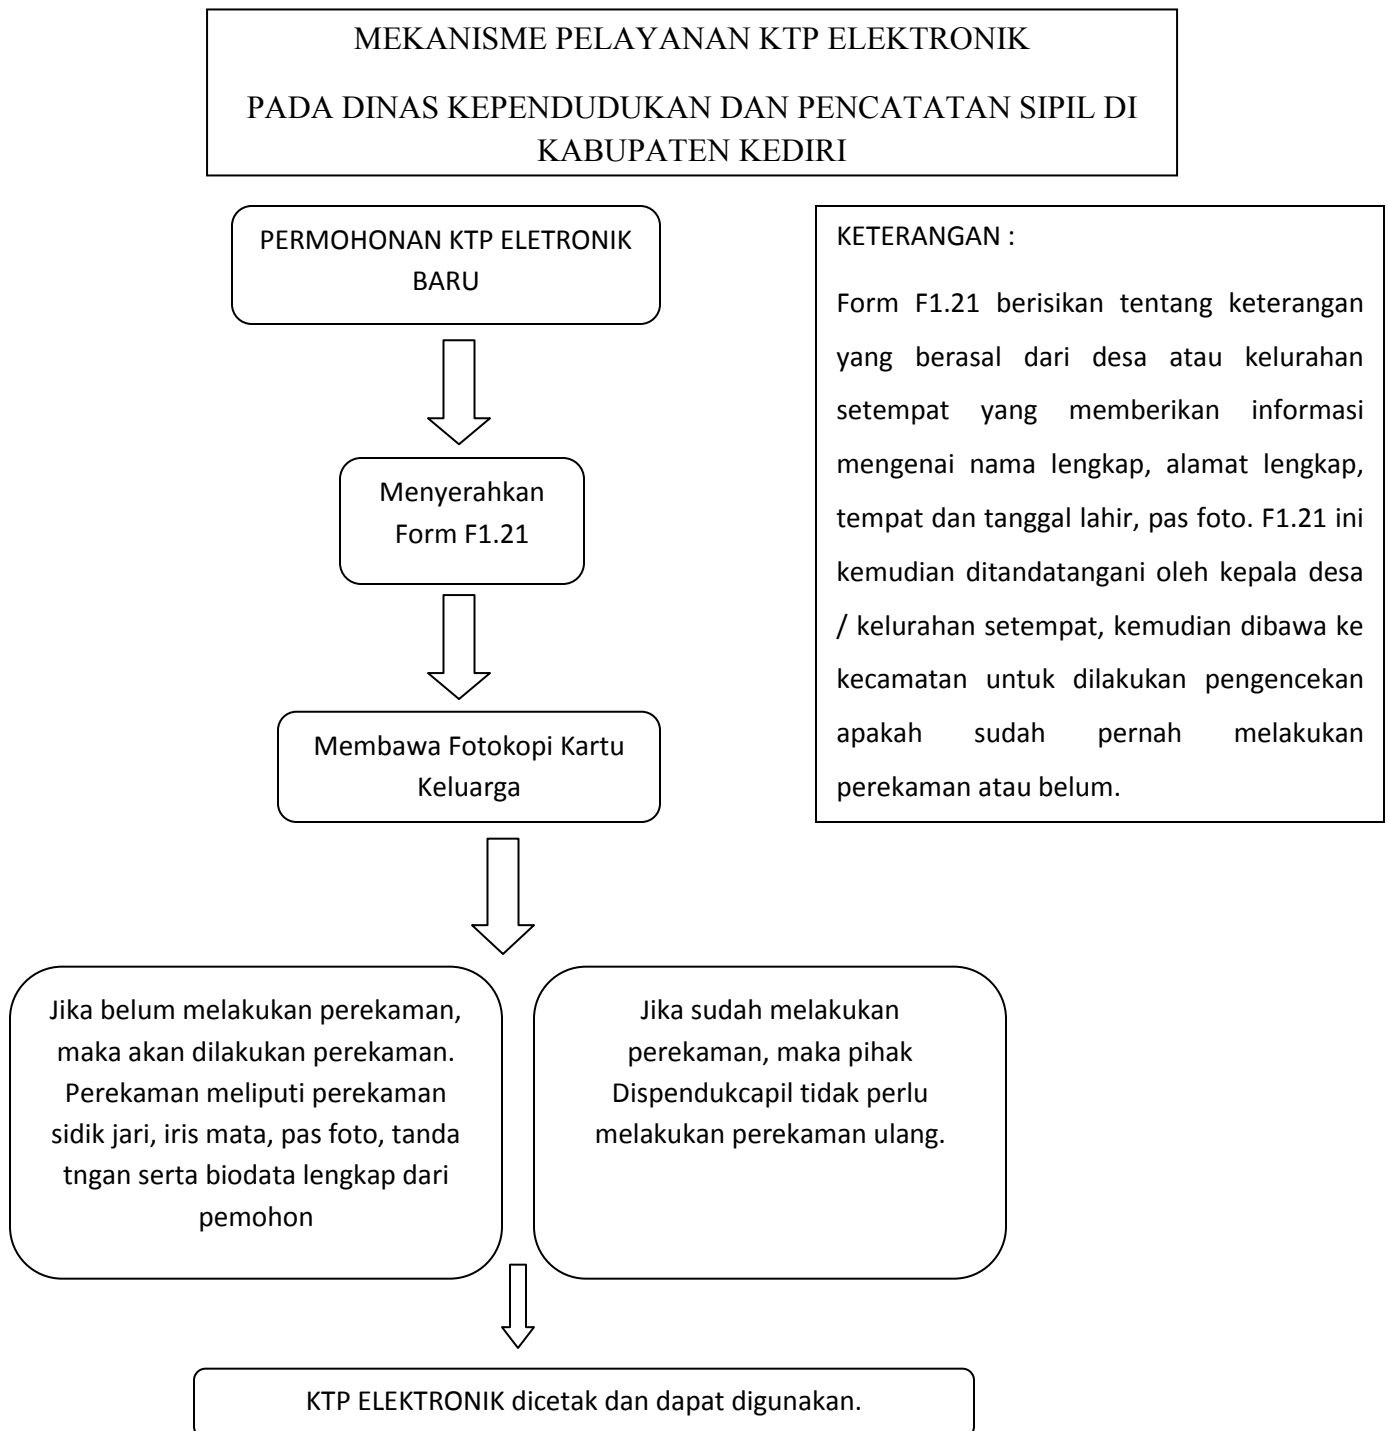 MEKANISME PELAYANAN KTP ELEKTRONIK
PADA DINAS KEPENDUDUKAN DAN PENCATATAN SIPIL DI
KABUPATEN KEDIRI
PERMOHONAN KTP ELETRONIK
BARU
Menyerahkan
Form F1.21
Membawa Fotokopi Kartu
Keluarga
KETERANGAN :
Form F1.21 berisikan tentang keterangan
yang berasal dari desa atau kelurahan
setempat yang memberikan informasi
mengenai nama lengkap, alamat lengkap,
tempat dan tanggal lahir, pas foto. F1.21 ini
kemudian ditandatangani oleh kepala desa
/ kelurahan setempat, kemudian dibawa ke
kecamatan untuk dilakukan pengencekan
apakah sudah pernah melakukan
perekaman atau belum.
Jika belum melakukan perekaman,
maka akan dilakukan perekaman.
Perekaman meliputi perekaman
sidik jari, iris mata, pas foto, tanda
tngan serta biodata lengkap dari
pemohon
Jika sudah melakukan
perekaman, maka pihak
Dispendukcapil tidak perlu
melakukan perekaman ulang.
KTP ELEKTRONIK dicetak dan dapat digunakan.